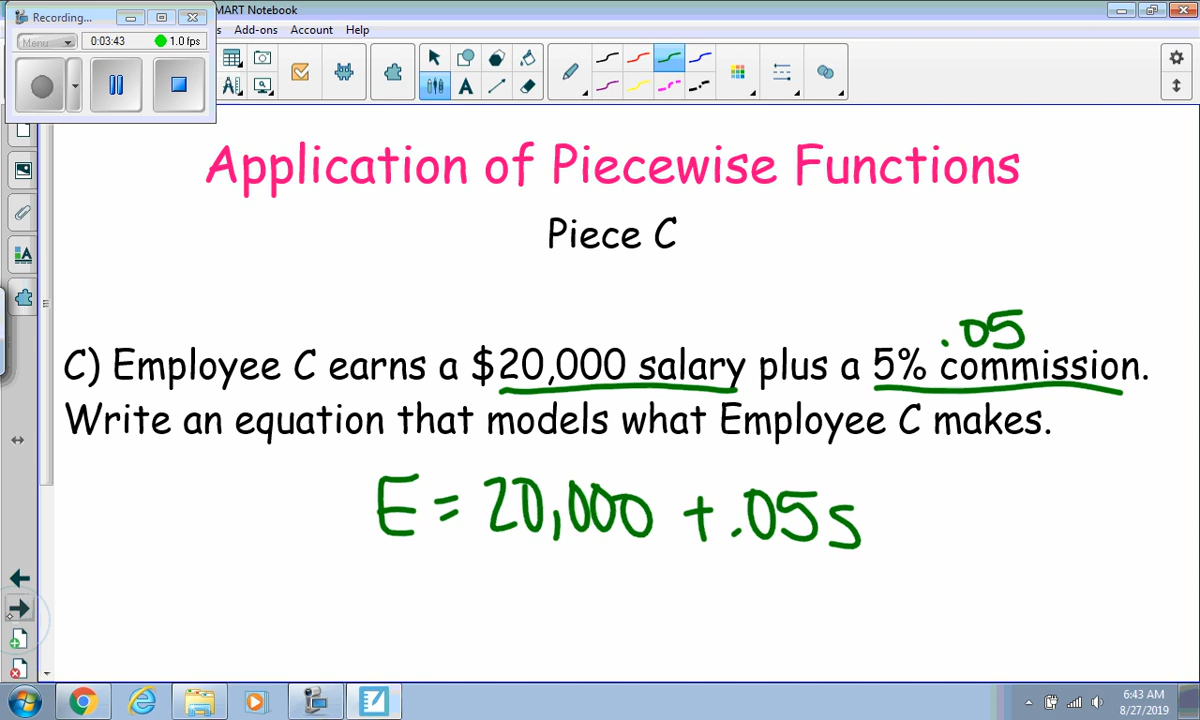 Recording...
MART Notebook
Menu
0:03:43
1.0 fps
s Add-ons Account Help
Application of Piecewise Functions
Piece C
.05
C) Employee C earns a $20,000 salary plus a 5% commission.
Write an equation that models what Employee C makes.
E = 20,000 + .05s
6:43 AM
8/27/2019